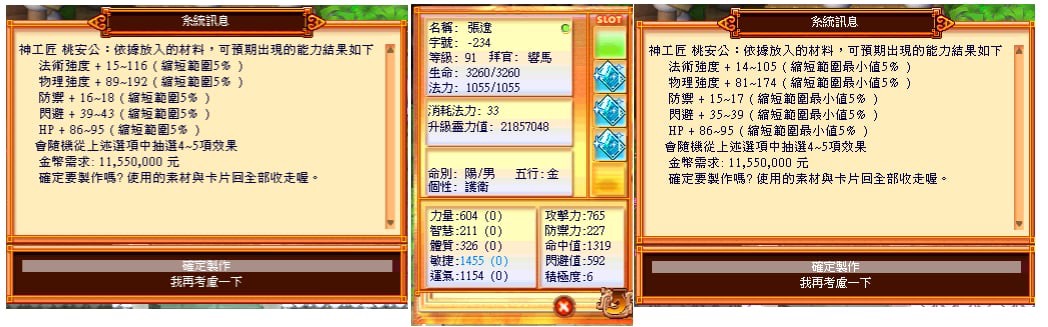 系統訊息
神工匠 桃安公：依據放入的材料，可預期出現的能力結果如下
法術強度 + 15~116 ( 縮短範圍5% )
物理強度 + 89~192 ( 縮短範圍5% )
防禦 + 16~18 ( 縮短範圍5% )
閃避 + 39~43 ( 縮短範圍5% )
HP + 86~95 ( 縮短範圍5% )
會隨機從上述選項中抽選4~5項效果
金幣需求: 11,550,000 元
確定要製作嗎? 使用的素材與卡片回全部收走喔。
確定製作
我再考慮一下
SLOT
名稱: 張遼
字號: -234
等級: 91 拜官: 響馬
生命: 3260/3260
法力: 1055/1055
消耗法力: 33
升級靈力值: 21857048
命別: 陽/男 五行: 金
個性: 護衛
力量:604 (0) 攻擊力:765
智慧:211 (0) 防禦力:227
體質:326 (0) 命中值:1319
敏捷:1455 (0) 閃避值:592
運氣:1154 (0) 積極度:6
系統訊息
神工匠 桃安公：依據放入的材料，可預期出現的能力結果如下
法術強度 + 14~105 ( 縮短範圍最小值5% )
物理強度 + 81~174 ( 縮短範圍最小值5% )
防禦 + 15~17 ( 縮短範圍最小值5% )
閃避 + 35~39 ( 縮短範圍最小值5% )
HP + 86~95 ( 縮短範圍最小值5% )
會隨機從上述選項中抽選4~5項效果
金幣需求: 11,550,000 元
確定要製作嗎? 使用的素材與卡片回全部收走喔。
確定製作
我再考慮一下